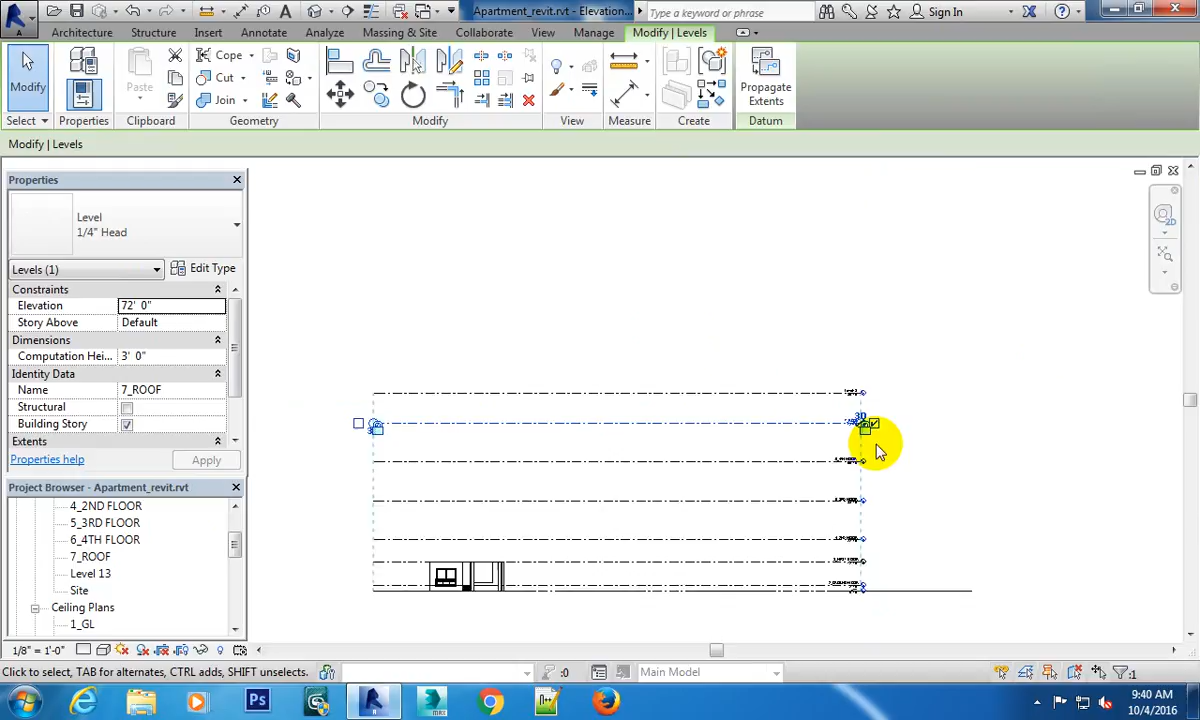 Apartment_revit.rvt - Elevation...
Type a keyword or phrase
Sign In
Architecture
Structure
Insert
Annotate
Analyze
Massing & Site
Collaborate
View
Manage
Modify | Levels
Modify
Paste
Cope
Cut
Join
Propagate
Extents
Select
Properties
Clipboard
Geometry
Modify
View
Measure
Create
Datum
Modify | Levels
Properties
Level
1/4" Head
Levels (1)
Edit Type
Constraints
Elevation
72' 0"
Story Above
Default
Dimensions
Computation Hei...
3' 0"
Identity Data
Name
7_ROOF
Structural
Building Story
Extents
Properties help
Apply
3D
2D
Project Browser - Apartment_revit.rvt
4_2ND FLOOR
5_3RD FLOOR
6_4TH FLOOR
7_ROOF
Level 13
Site
Ceiling Plans
1_GL
1/8" = 1'-0"
Click to select, TAB for alternates, CTRL adds, SHIFT unselects.
:0
Main Model
:1
Ps
9:40 AM
10/4/2016